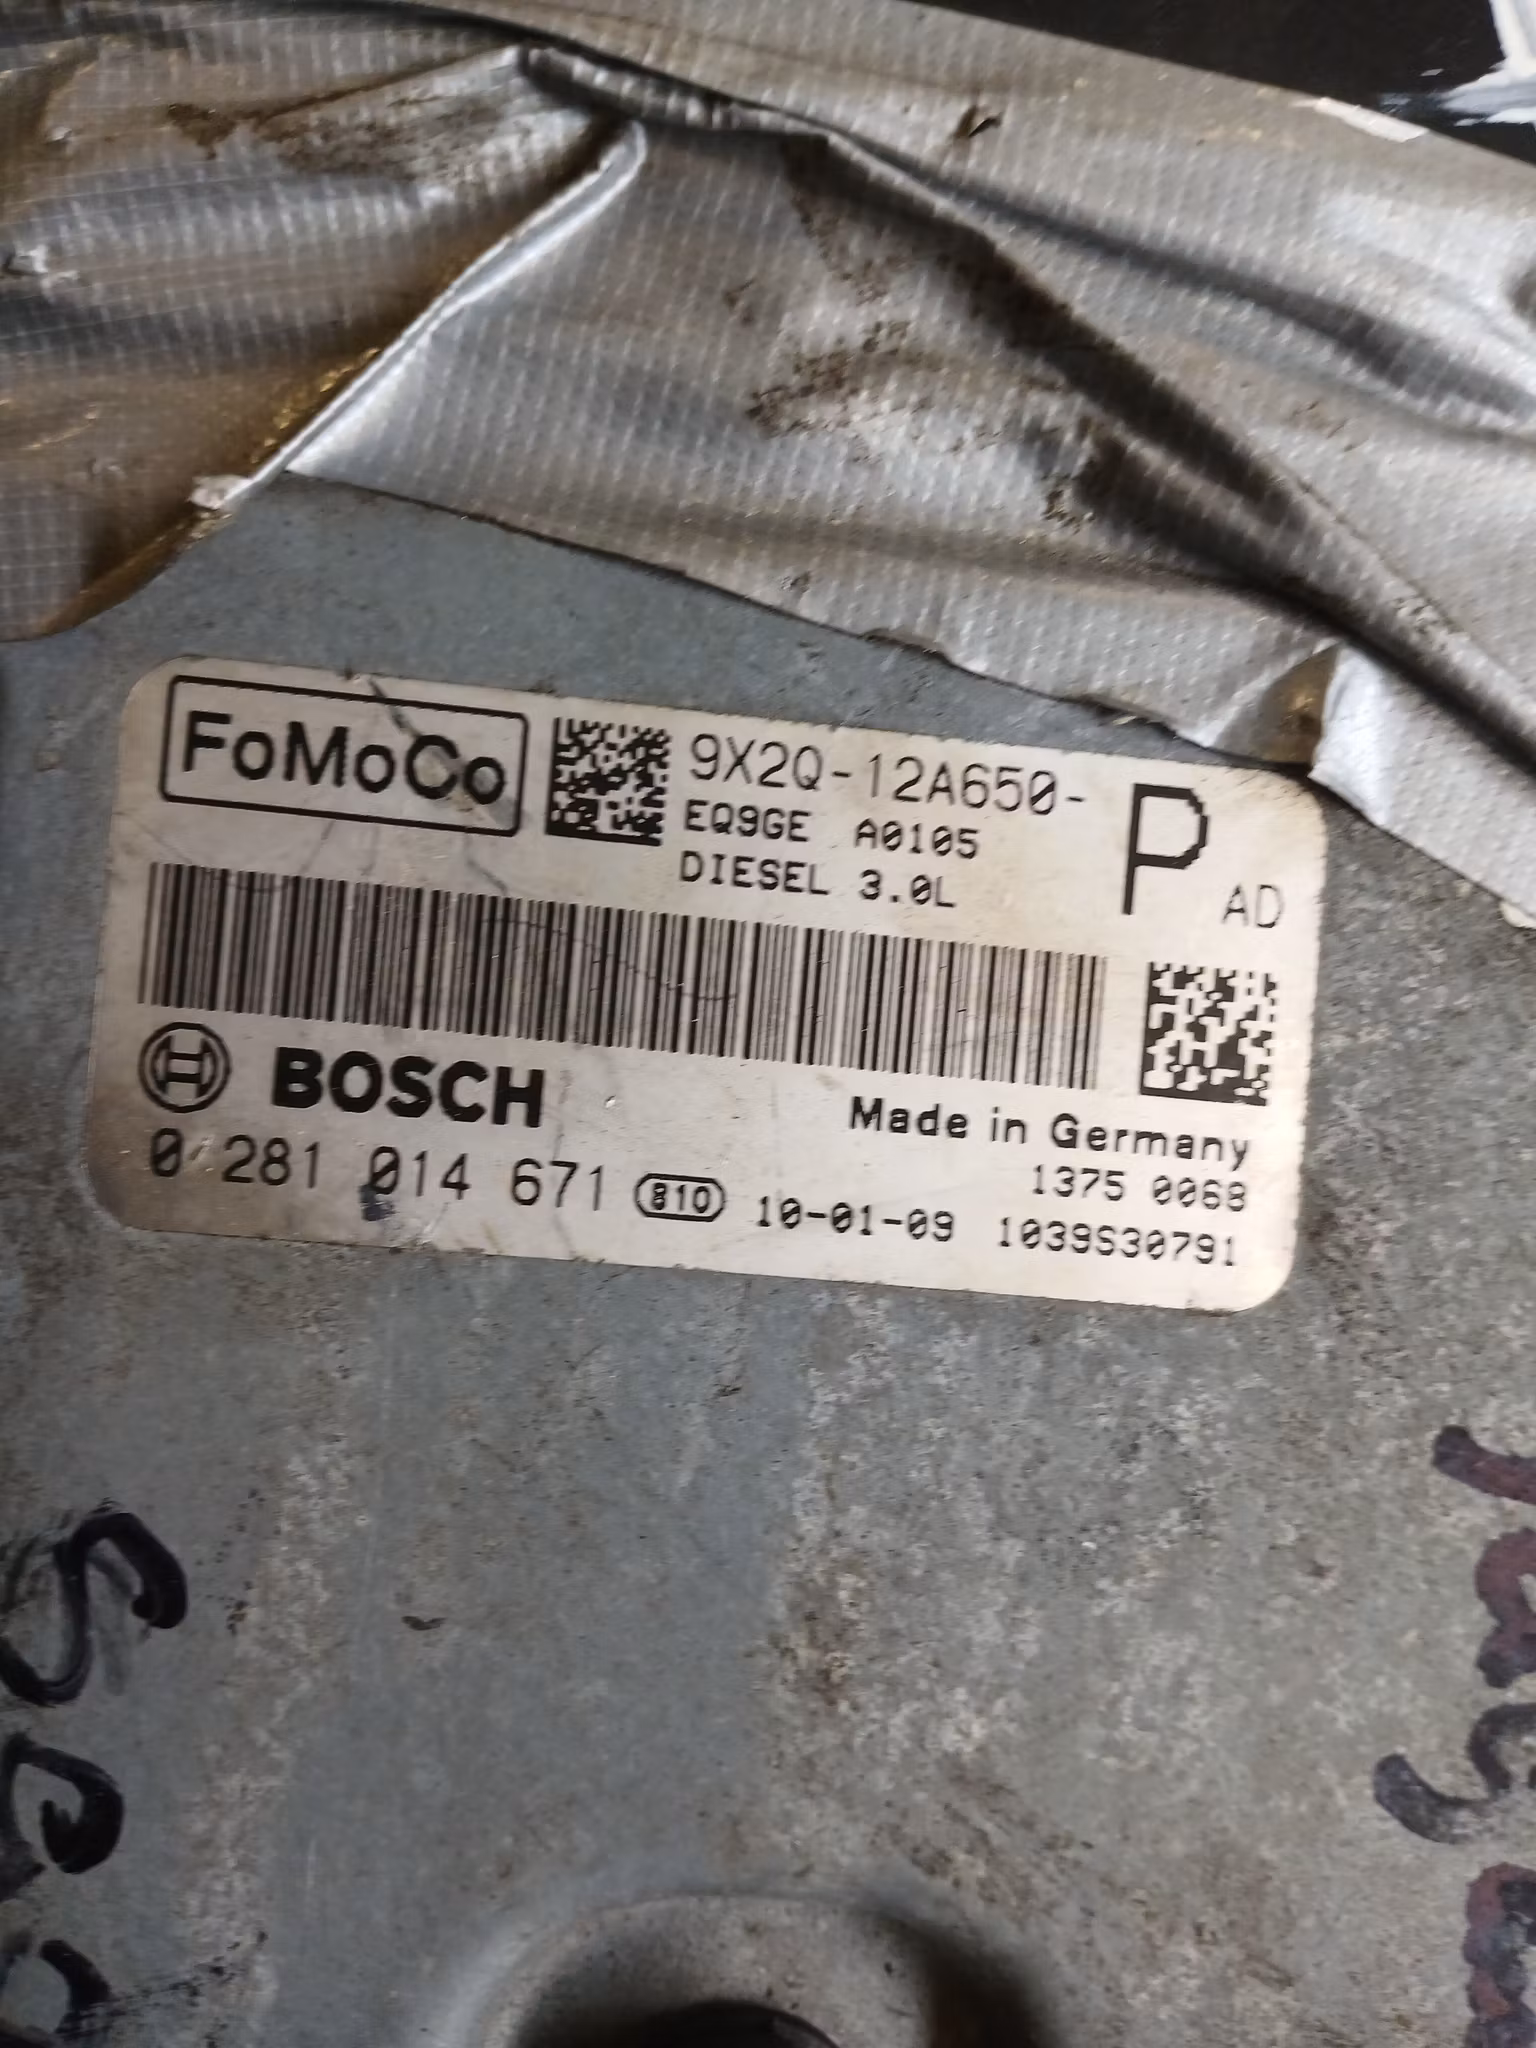 FoMoCo
9X2Q-12A650-
P
AD
EQ9GE A0105
DIESEL 3.0L
BOSCH
Made in Germany
0 281 014 671 810
1375 0068
10-01-09 1039S30791